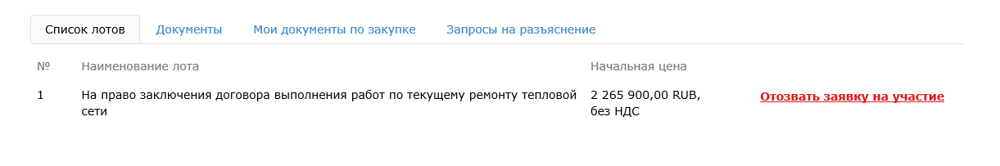 Список лотов Документы Мои документы по закупке Запросы на разъяснение
№ Наименование лота Начальная цена
1 На право заключения договора выполнения работ по текущему ремонту тепловой сети 2 265 900,00 RUB, без НДС Отозвать заявку на участие